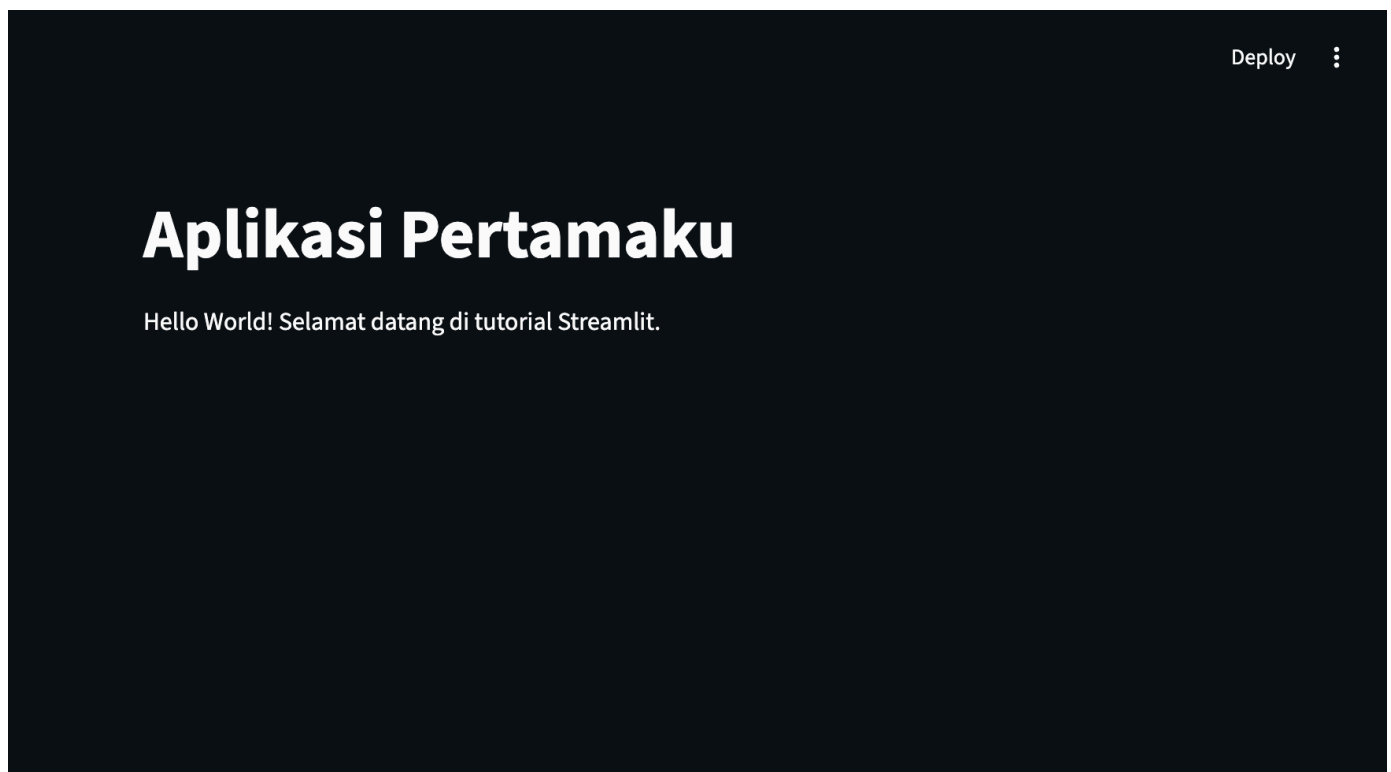 Deploy
Aplikasi Pertamaku
Hello World! Selamat datang di tutorial Streamlit.